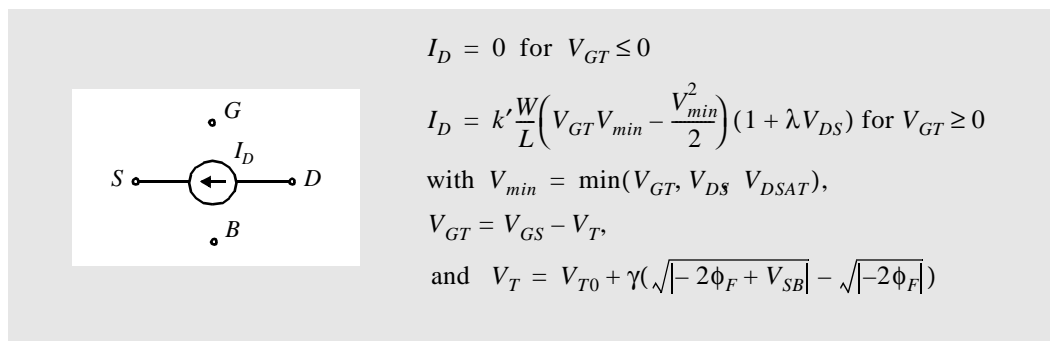 G
I_D
S
D
B
I_D = 0 for V_GT ≤ 0
I_D = k′ W/L (V_GT V_min – V_min^2/2)(1 + λV_DS) for V_GT ≥ 0
with V_min = min(V_GT, V_DS, V_DSAT),
V_GT = V_GS – V_T,
and V_T = V_T0 + γ(√|–2ϕ_F + V_SB| – √|–2ϕ_F|)